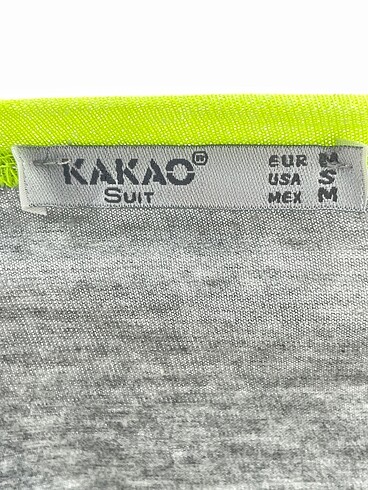 KAKAO®
SUIT
EUR M
USA S
MEX M